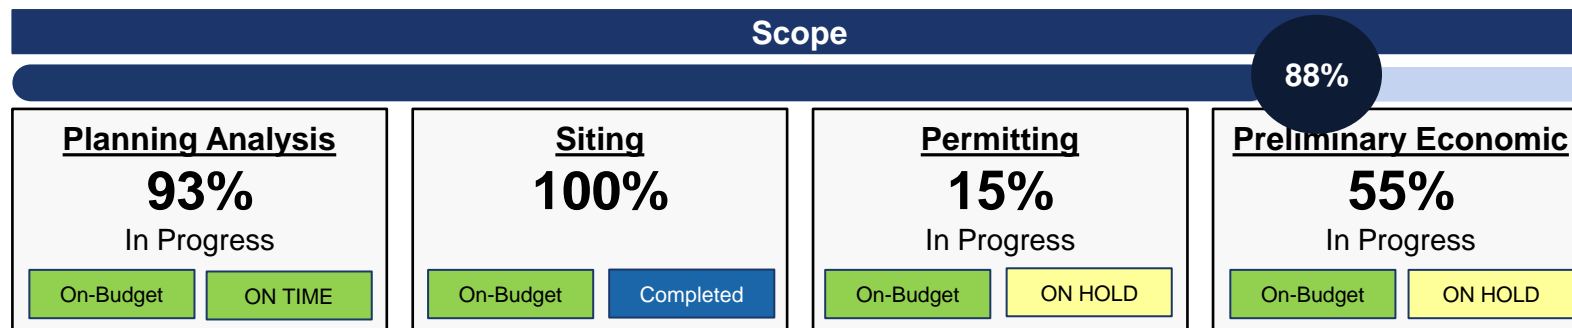 Scope
88%
Planning Analysis
93%
In Progress
On-Budget
ON TIME
Siting
100%
On-Budget
Completed
Permitting
15%
In Progress
On-Budget
ON HOLD
Preliminary Economic
55%
In Progress
On-Budget
ON HOLD